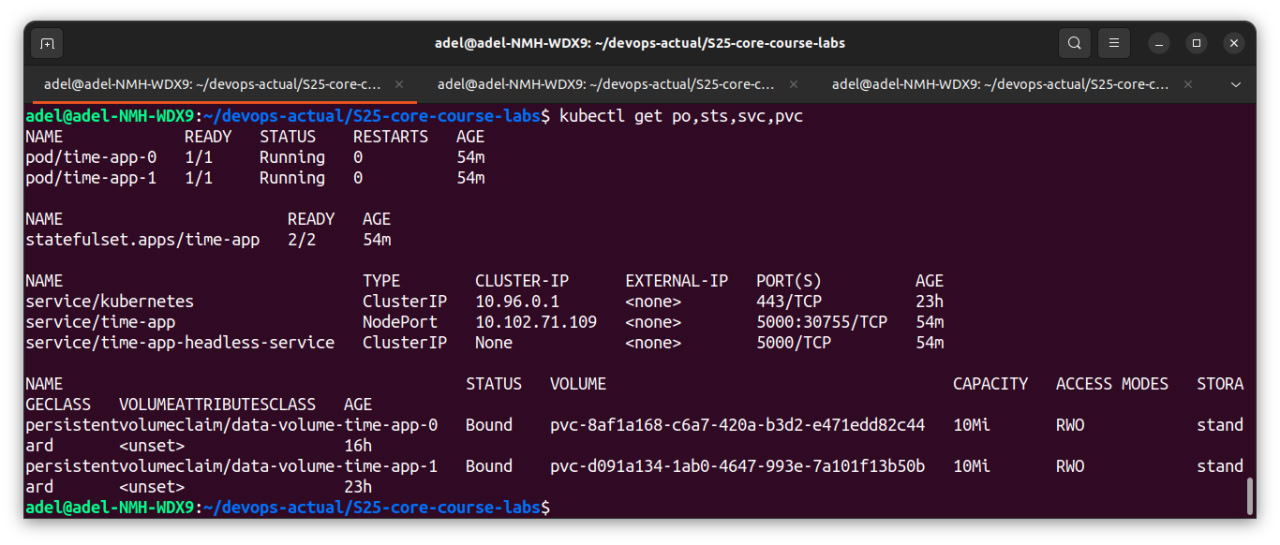 adel@adel-NMH-WDX9: ~/devops-actual/S25-core-course-labs
adel@adel-NMH-WDX9: ~/devops-actual/S25-core-c... × adel@adel-NMH-WDX9: ~/devops-actual/S25-core-c... × adel@adel-NMH-WDX9: ~/devops-actual/S25-core-c... ×
adel@adel-NMH-WDX9:~/devops-actual/S25-core-course-labs$ kubectl get po,sts,svc,pvc
NAME             READY   STATUS    RESTARTS   AGE
pod/time-app-0   1/1     Running   0          54m
pod/time-app-1   1/1     Running   0          54m
NAME                        READY   AGE
statefulset.apps/time-app   2/2     54m
NAME                                TYPE        CLUSTER-IP      EXTERNAL-IP   PORT(S)          AGE
service/kubernetes                  ClusterIP   10.96.0.1       <none>        443/TCP          23h
service/time-app                    NodePort    10.102.71.109   <none>        5000:30755/TCP   54m
service/time-app-headless-service   ClusterIP   None            <none>        5000/TCP         54m
NAME                                           STATUS   VOLUME                                     CAPACITY   ACCESS MODES   STORA
GECLASS   VOLUMEATTRIBUTESCLASS   AGE
persistentvolumeclaim/data-volume-time-app-0   Bound    pvc-8af1a168-c6a7-420a-b3d2-e471edd82c44   10Mi       RWO            stand
ard       <unset>                 16h
persistentvolumeclaim/data-volume-time-app-1   Bound    pvc-d091a134-1ab0-4647-993e-7a101f13b50b   10Mi       RWO            stand
ard       <unset>                 23h
adel@adel-NMH-WDX9:~/devops-actual/S25-core-course-labs$